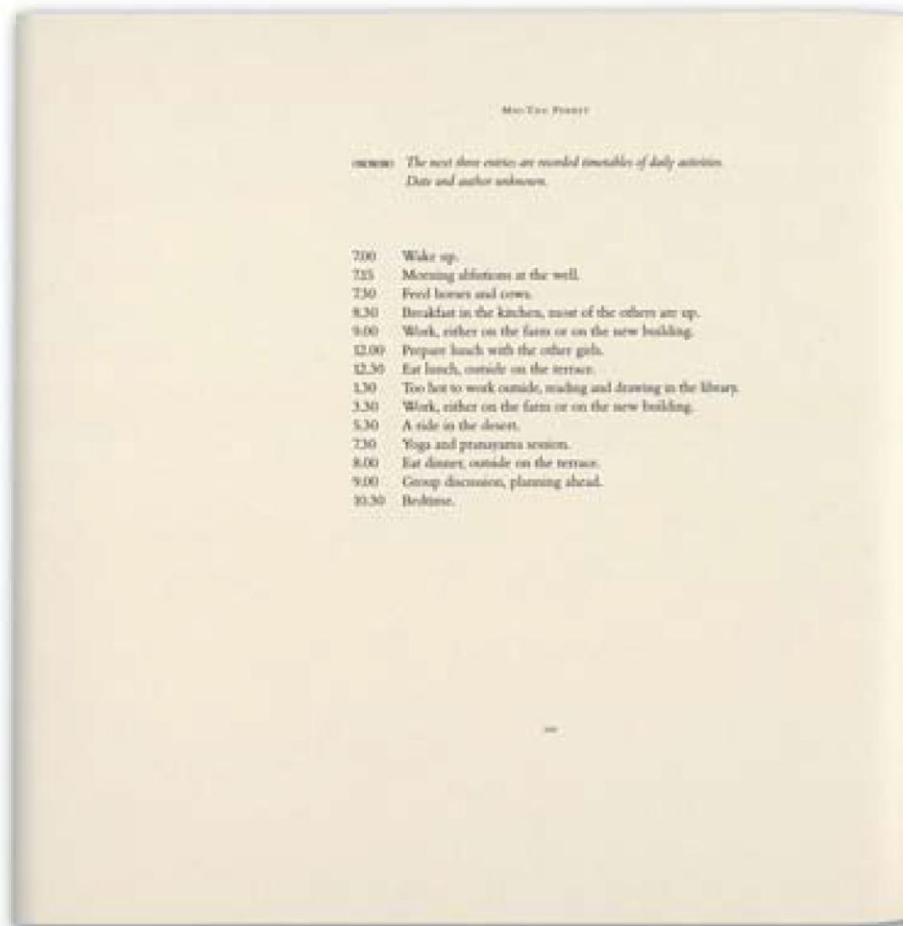 Mai-Thu Perret
The next three entries are recorded timetables of daily activities.
Date and author unknown.
7.00 Wake up.
7.15 Morning ablutions at the well.
7.30 Feed horses and cows.
8.30 Breakfast in the kitchen, most of the others are up.
9.00 Work, either on the farm or on the new building.
12.00 Prepare lunch with the other girls.
12.30 Eat lunch, outside on the terrace.
1.30 Too hot to work outside, reading and drawing in the library.
3.30 Work, either on the farm or on the new building.
5.30 A ride in the desert.
7.30 Yoga and pranayama session.
8.00 Eat dinner, outside on the terrace.
9.00 Group discussion, planning ahead.
10.30 Bedtime.